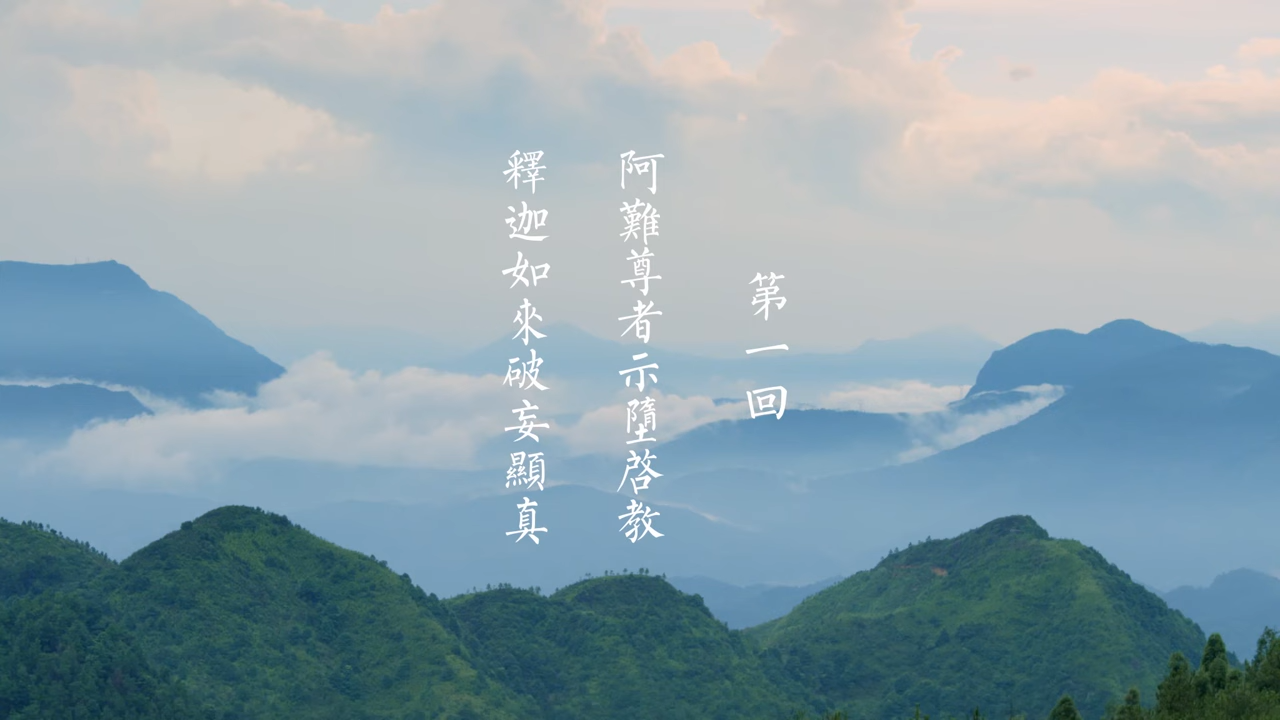 第一回
阿難尊者示墮啓教
釋迦如來破妄顯真